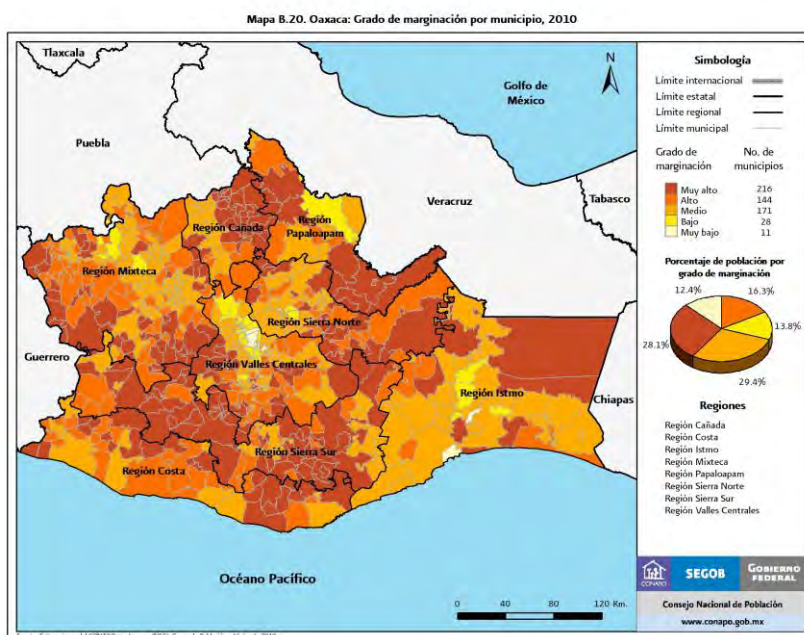 Mapa B.20. Oaxaca: Grado de marginación por municipio, 2010
Tlaxcala
Puebla
Golfo de
México
N
Veracruz
Tabasco
Región Cañada
Región
Papaloapam
Región Mixteca
Región Sierra Norte
Guerrero
Región Valles Centrales
Región Istmo
Chiapas
Región Costa
Región Sierra Sur
Océano Pacífico
0 40 80 120 Km.
Simbología
Límite internacional
Límite estatal
Límite regional
Límite municipal
Grado de No. de
marginación municipios
Muy alto 216
Alto 144
Medio 171
Bajo 28
Muy bajo 11
Porcentaje de población por
grado de marginación
12.4% 16.3%
13.8%
28.1%
29.4%
Regiones
Región Cañada
Región Costa
Región Istmo
Región Mixteca
Región Papaloapam
Región Sierra Norte
Región Sierra Sur
Región Valles Centrales
CONAPO
SEGOB
GOBIERNO
FEDERAL
Consejo Nacional de Población
www.conapo.gob.mx